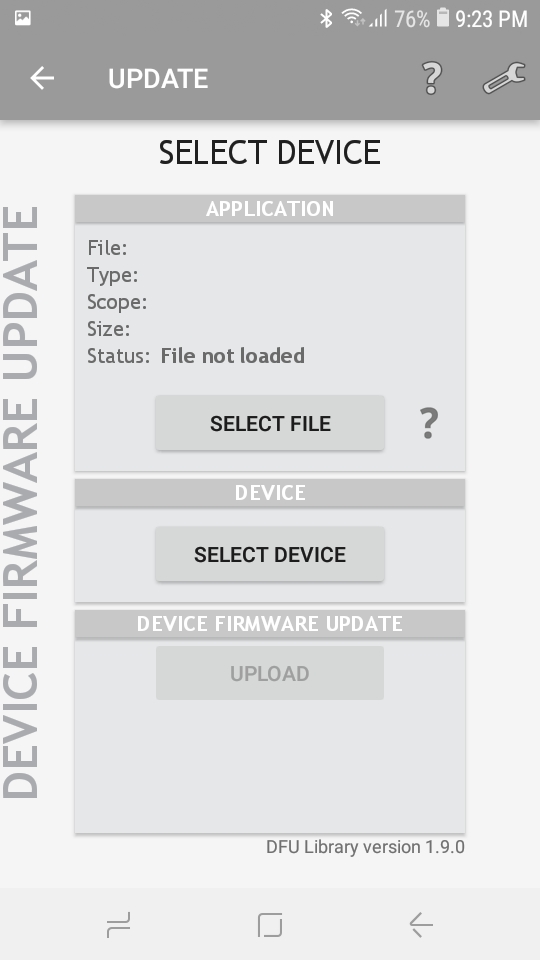 76% 9:23 PM
UPDATE ?
SELECT DEVICE
DEVICE FIRMWARE UPDATE
APPLICATION
File:
Type:
Scope:
Size:
Status: File not loaded
SELECT FILE ?
DEVICE
SELECT DEVICE
DEVICE FIRMWARE UPDATE
UPLOAD
DFU Library version 1.9.0